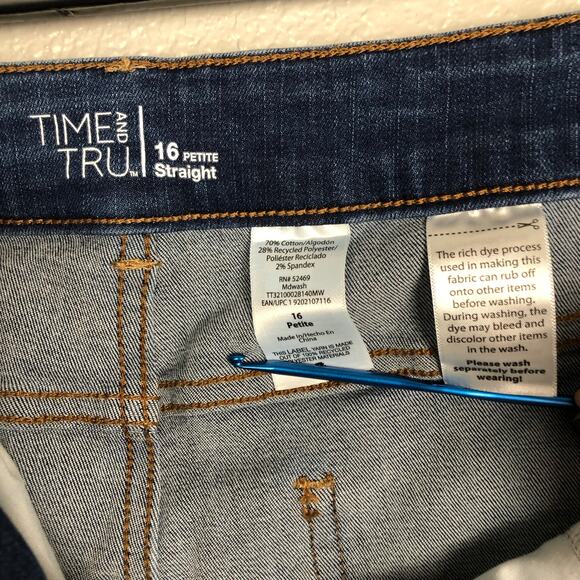 TIME AND
TRU™
16 PETITE
Straight
70% Cotton/Algodón
28% Recycled Polyester/
Poliéster Reciclado
2% Spandex
RN# 52469
Mdwash
TT32100028140MW
EAN/UPC 1 9202107116
16
Petite
Made in/Hecho En
China
THIS LABEL YARN IS MADE
OUT OF 100% RECYCLED
POLYESTER MATERIALS
The rich dye process
used in making this
fabric can rub off
onto other items
before washing.
During washing, the
dye may bleed and
discolor other items
in the wash.
Please wash
separately before
wearing!